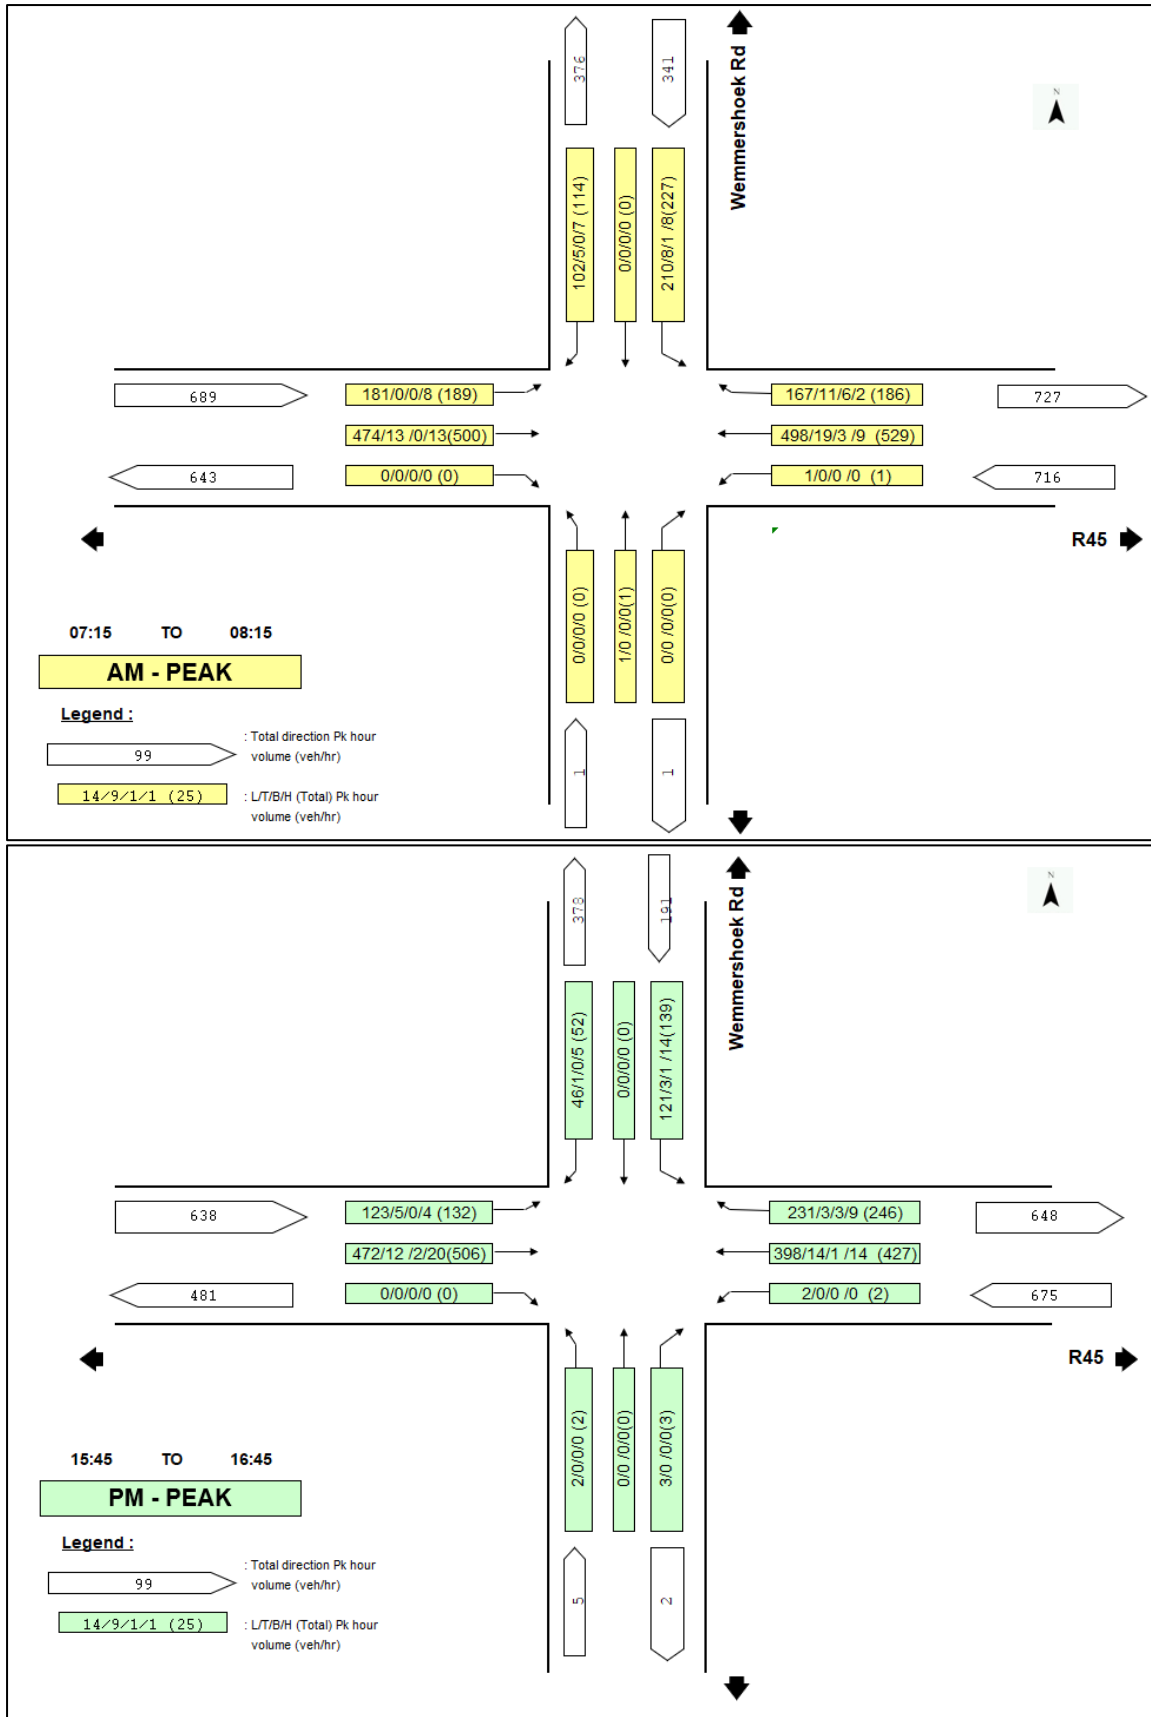 376
341
Wemmershoek Rd
N
102/5/0/7 (114)
0/0/0/0 (0)
210/8/1 /8(227)
689
181/0/0/8 (189)
167/11/6/2 (186)
727
474/13 /0/13(500)
498/19/3 /9 (529)
643
0/0/0/0 (0)
1/0/0 /0 (1)
716
R45
0/0/0/0 (0)
1/0 /0/0(1)
0/0 /0/0(0)
07:15 TO 08:15
AM - PEAK
Legend :
99
: Total direction Pk hour
volume (veh/hr)
14/9/1/1 (25)
: L/T/B/H (Total) Pk hour
volume (veh/hr)
1
1
378
191
Wemmershoek Rd
N
46/1/0/5 (52)
0/0/0/0 (0)
121/3/1 /14(139)
638
123/5/0/4 (132)
231/3/3/9 (246)
648
472/12 /2/20(506)
398/14/1 /14 (427)
481
0/0/0/0 (0)
2/0/0 /0 (2)
675
R45
2/0/0/0 (2)
0/0 /0/0(0)
3/0 /0/0(3)
15:45 TO 16:45
PM - PEAK
Legend :
99
: Total direction Pk hour
volume (veh/hr)
14/9/1/1 (25)
: L/T/B/H (Total) Pk hour
volume (veh/hr)
5
2